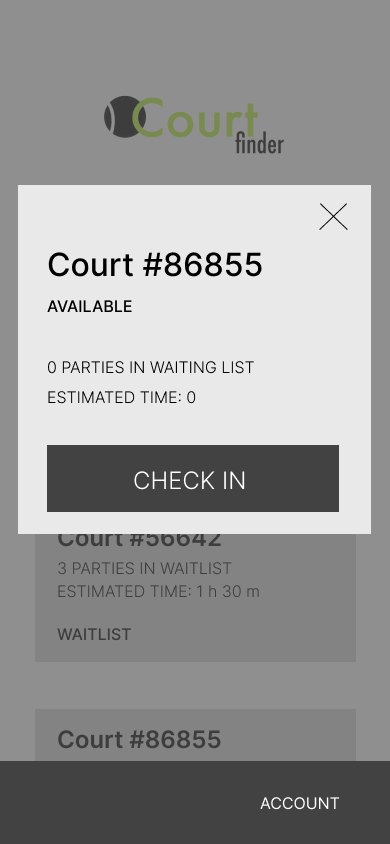 Court
finder
Court #86855
AVAILABLE
0 PARTIES IN WAITING LIST
ESTIMATED TIME: 0
CHECK IN
Court #56642
3 PARTIES IN WAITLIST
ESTIMATED TIME: 1 h 30 m
WAITLIST
Court #86855
ACCOUNT